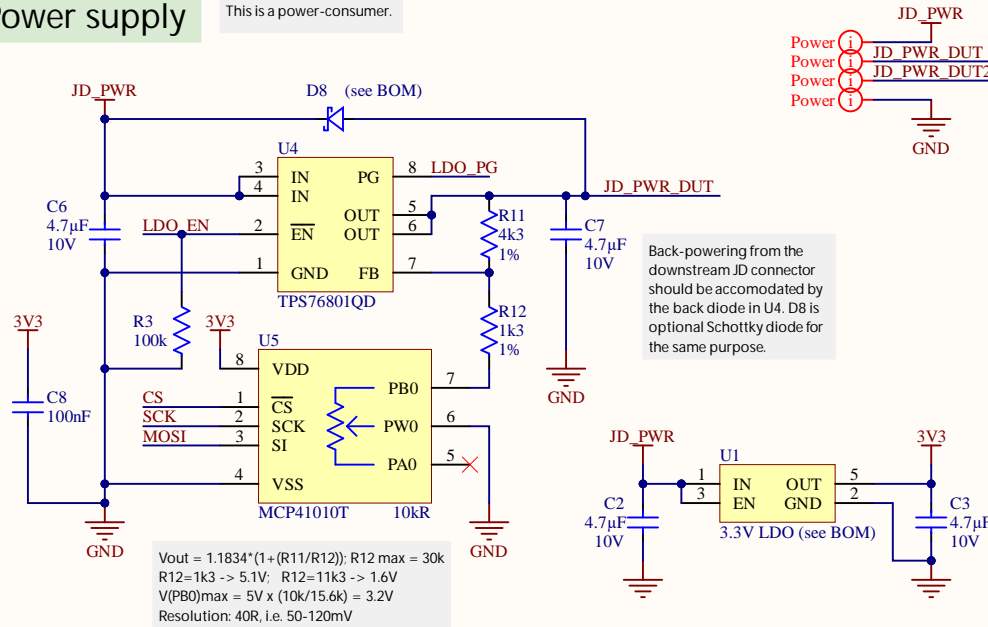 Power supply
This is a power-consumer.
JD_PWR
Power
JD_PWR_DUT
Power
JD_PWR_DUT2
Power
Power
GND
JD_PWR
D8 (see BOM)
U4
3 IN PG 8 LDO_PG
4 IN
JD_PWR_DUT
OUT 5
LDO_EN 2 EN OUT 6
1 GND FB 7
TPS76801QD
C6
4.7µF
10V
R11
4k3
1%
C7
4.7µF
10V
GND
Back-powering from the
downstream JD connector
should be accomodated by
the back diode in U4. D8 is
optional Schottky diode for
the same purpose.
R12
1k3
1%
3V3
R3
100k
3V3
U5
8 VDD
PB0 7
CS 1 CS
SCK 2 SCK PW0 6
MOSI 3 SI
PA0 5
4 VSS
MCP41010T 10kR
C8
100nF
GND
GND
Vout = 1.1834*(1+(R11/R12)); R12 max = 30k
R12=1k3 -> 5.1V; R12=11k3 -> 1.6V
V(PB0)max = 5V x (10k/15.6k) = 3.2V
Resolution: 40R, i.e. 50-120mV
JD_PWR
3V3
U1
1 IN OUT 5
3 EN GND 2
3.3V LDO (see BOM)
C2
4.7µF
10V
C3
4.7µF
10V